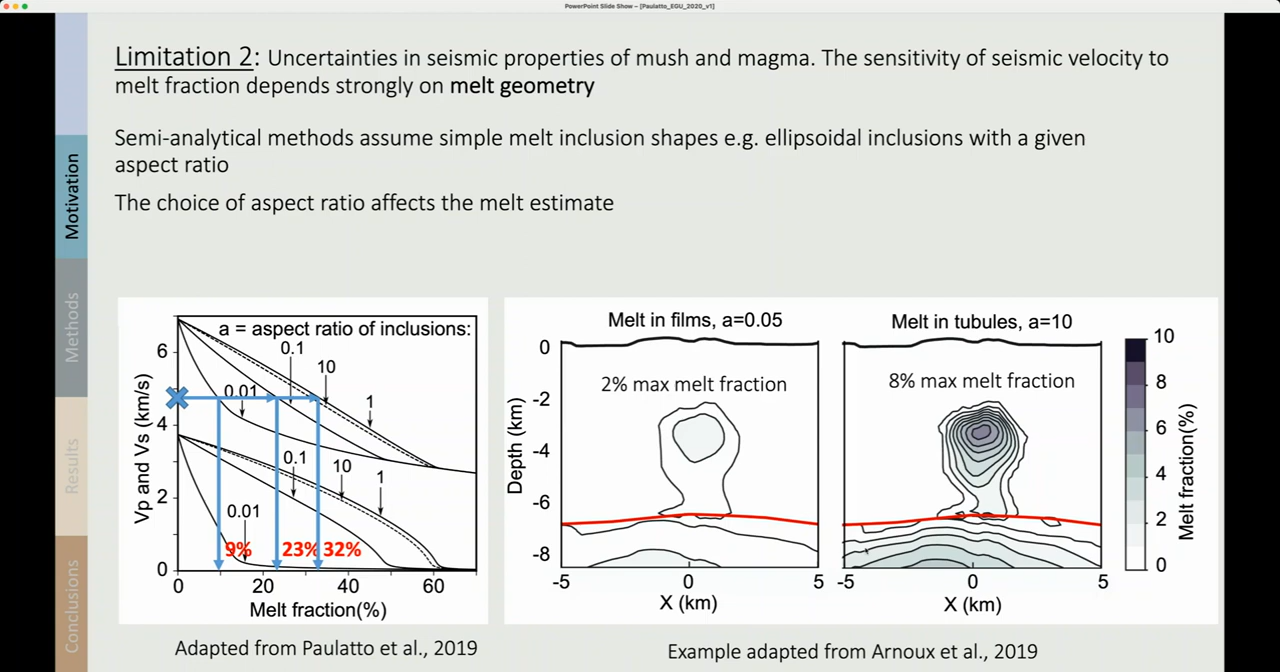 PowerPoint Slide Show – [Paulatto_EGU_2020_v1]
Limitation 2: Uncertainties in seismic properties of mush and magma. The sensitivity of seismic velocity to
melt fraction depends strongly on melt geometry
Semi-analytical methods assume simple melt inclusion shapes e.g. ellipsoidal inclusions with a given
aspect ratio
The choice of aspect ratio affects the melt estimate
Motivation
Methods
Results
Conclusions
a = aspect ratio of inclusions:
0.1
10
1
0.01
0.1
10
1
0.01
9%
23%
32%
6
4
2
0
Vp and Vs (km/s)
0
20
40
60
Melt fraction(%)
Adapted from Paulatto et al., 2019
Melt in films, a=0.05
2% max melt fraction
0
-2
-4
-6
-8
Depth (km)
-5
0
5
X (km)
Melt in tubules, a=10
8% max melt fraction
-5
0
5
X (km)
10
8
6
4
2
0
Melt fraction(%)
Example adapted from Arnoux et al., 2019